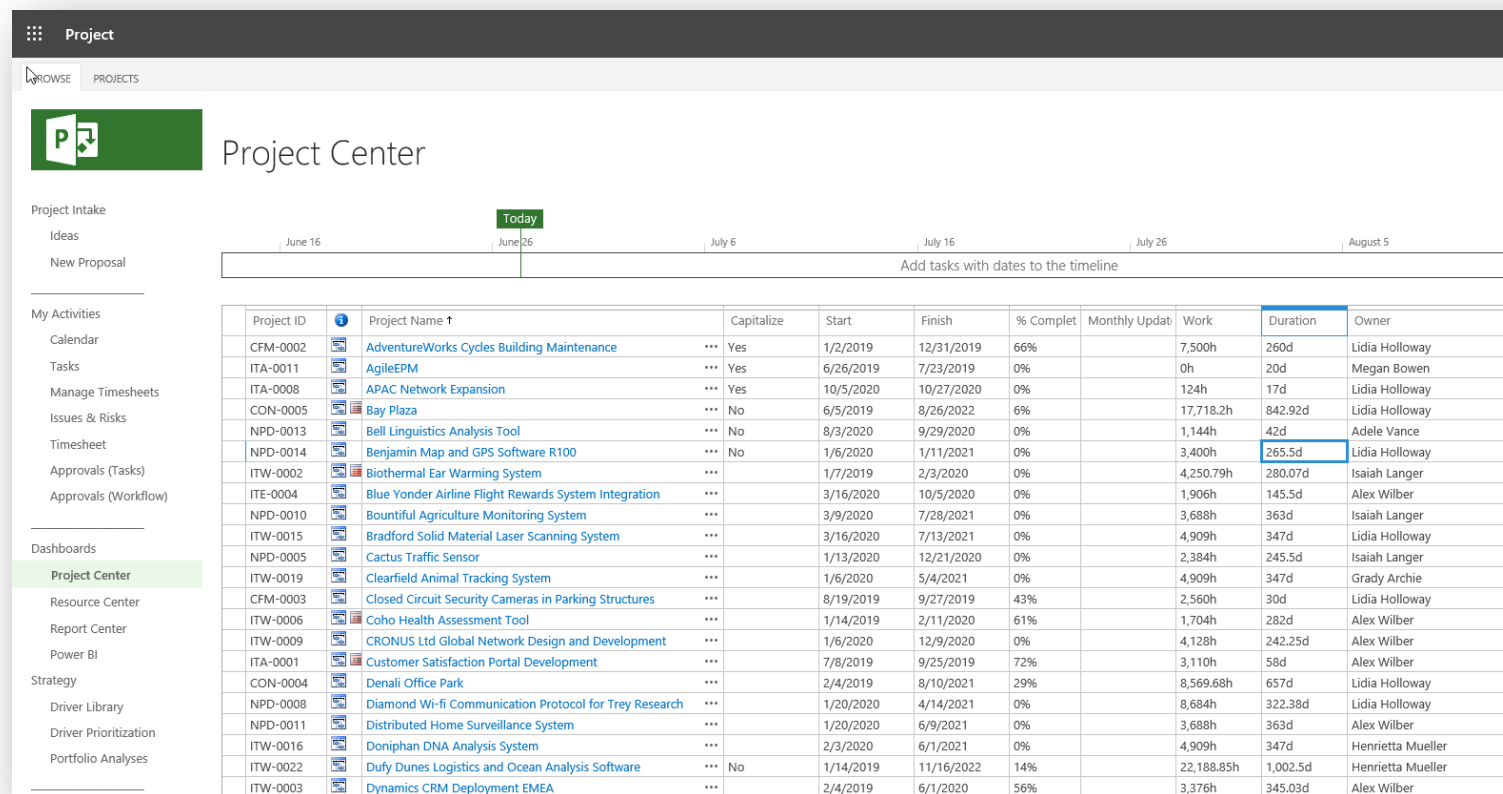 Project
BROWSE PROJECTS
P
Project Center
Project Intake
Ideas
New Proposal
My Activities
Calendar
Tasks
Manage Timesheets
Issues & Risks
Timesheet
Approvals (Tasks)
Approvals (Workflow)
Dashboards
Project Center
Resource Center
Report Center
Power BI
Strategy
Driver Library
Driver Prioritization
Portfolio Analyses
Today
June 16 June 26 July 6 July 16 July 26 August 5
Add tasks with dates to the timeline
Project ID Project Name ↑ Capitalize Start Finish % Complet Monthly Updat Work Duration Owner
CFM-0002 AdventureWorks Cycles Building Maintenance ... Yes 1/2/2019 12/31/2019 66% 7,500h 260d Lidia Holloway
ITA-0011 AgileEPM ... Yes 6/26/2019 7/23/2019 0% 0h 20d Megan Bowen
ITA-0008 APAC Network Expansion ... Yes 10/5/2020 10/27/2020 0% 124h 17d Lidia Holloway
CON-0005 Bay Plaza ... No 6/5/2019 8/26/2022 6% 17,718.2h 842.92d Lidia Holloway
NPD-0013 Bell Linguistics Analysis Tool ... No 8/3/2020 9/29/2020 0% 1,144h 42d Adele Vance
NPD-0014 Benjamin Map and GPS Software R100 ... No 1/6/2020 1/11/2021 0% 3,400h 265.5d Lidia Holloway
ITW-0002 Biothermal Ear Warming System ... 1/7/2019 2/3/2020 0% 4,250.79h 280.07d Isaiah Langer
ITE-0004 Blue Yonder Airline Flight Rewards System Integration ... 3/16/2020 10/5/2020 0% 1,906h 145.5d Alex Wilber
NPD-0010 Bountiful Agriculture Monitoring System ... 3/9/2020 7/28/2021 0% 3,688h 363d Isaiah Langer
ITW-0015 Bradford Solid Material Laser Scanning System ... 3/16/2020 7/13/2021 0% 4,909h 347d Lidia Holloway
NPD-0005 Cactus Traffic Sensor ... 1/13/2020 12/21/2020 0% 2,384h 245.5d Isaiah Langer
ITW-0019 Clearfield Animal Tracking System ... 1/6/2020 5/4/2021 0% 4,909h 347d Grady Archie
CFM-0003 Closed Circuit Security Cameras in Parking Structures ... 8/19/2019 9/27/2019 43% 2,560h 30d Lidia Holloway
ITW-0006 Coho Health Assessment Tool ... 1/14/2019 2/11/2020 61% 1,704h 282d Alex Wilber
ITW-0009 CRONUS Ltd Global Network Design and Development ... 1/6/2020 12/9/2020 0% 4,128h 242.25d Alex Wilber
ITA-0001 Customer Satisfaction Portal Development ... 7/8/2019 9/25/2019 72% 3,110h 58d Alex Wilber
CON-0004 Denali Office Park ... 2/4/2019 8/10/2021 29% 8,569.68h 657d Lidia Holloway
NPD-0008 Diamond Wi-fi Communication Protocol for Trey Research ... 1/20/2020 4/14/2021 0% 8,684h 322.38d Lidia Holloway
NPD-0011 Distributed Home Surveillance System ... 1/20/2020 6/9/2021 0% 3,688h 363d Alex Wilber
ITW-0016 Doniphan DNA Analysis System ... 2/3/2020 6/1/2021 0% 4,909h 347d Henrietta Mueller
ITW-0022 Dufy Dunes Logistics and Ocean Analysis Software ... No 1/14/2019 11/16/2022 14% 22,188.85h 1,002.5d Henrietta Mueller
ITW-0003 Dynamics CRM Deployment EMEA ... 2/4/2019 6/1/2020 56% 3,376h 345.03d Alex Wilber